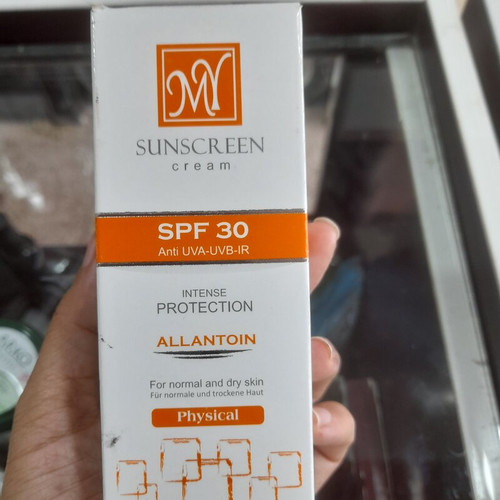 MY
SUNSCREEN
cream
SPF 30
Anti UVA-UVB-IR
INTENSE
PROTECTION
ALLANTOIN
For normal and dry skin
Für normale und trockene Haut
Physical